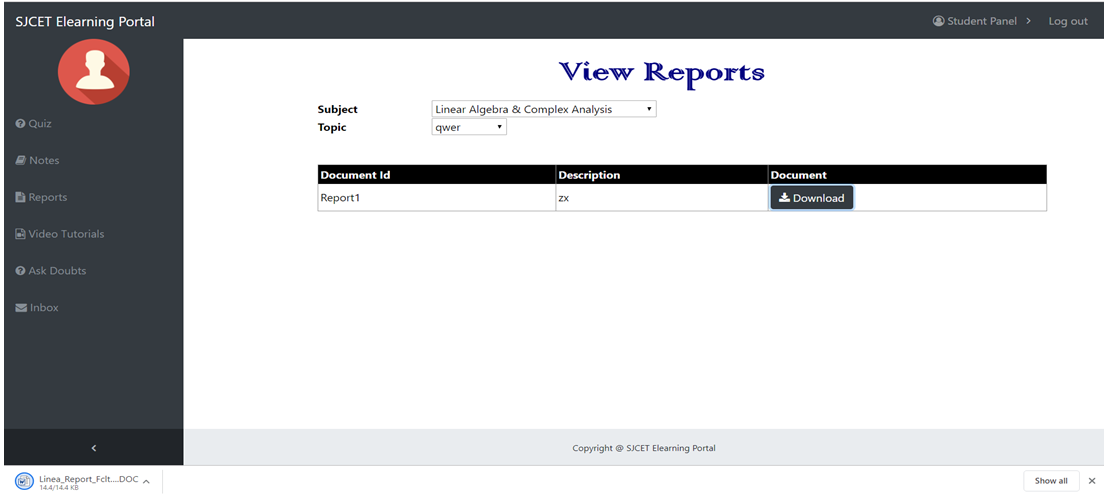 SJCET Elearning Portal
Student Panel
Log out
View Reports
Quiz
Notes
Reports
Video Tutorials
Ask Doubts
Inbox
Subject Linear Algebra & Complex Analysis
Topic qwer
Document Id Description Document
Report1 zx Download
Copyright @ SJCET Elearning Portal
Linea_Report_Fclt....DOC
14.4/14.4 KB
Show all